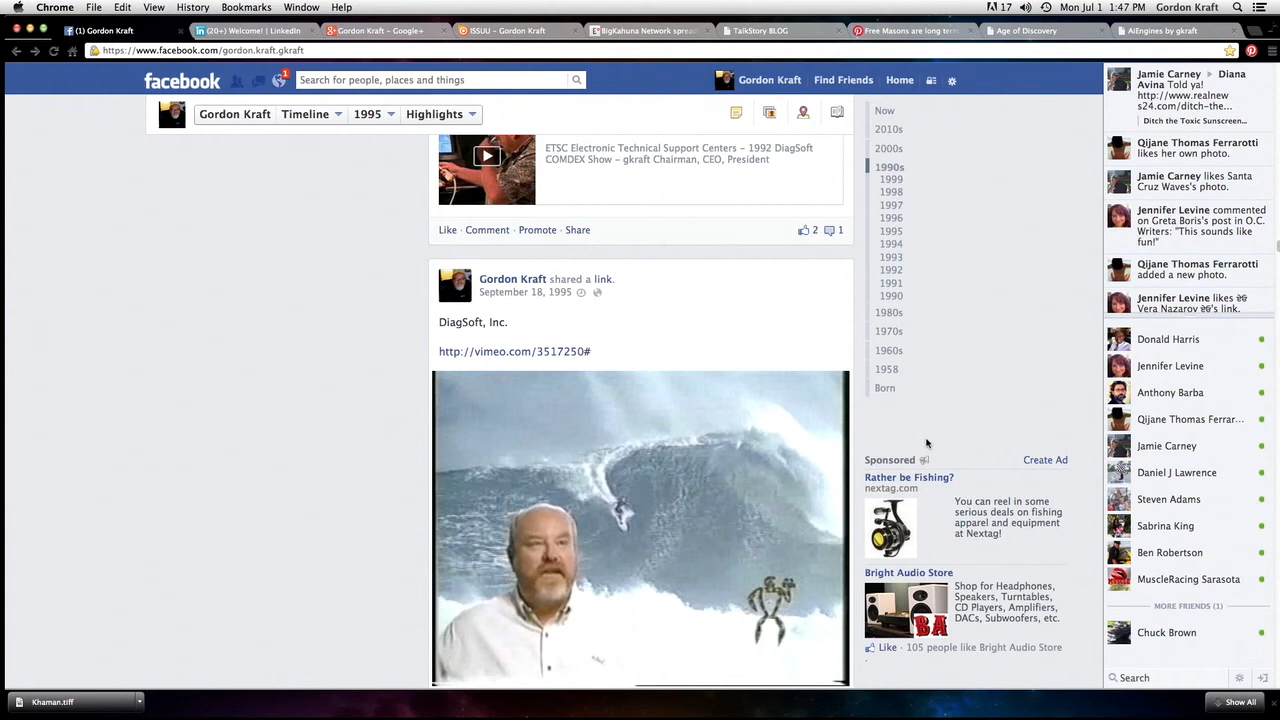 Chrome File Edit View History Bookmarks Window Help 17 Mon Jul 1 1:47 PM Gordon Kraft
(1) Gordon Kraft
(20+) Welcome! | LinkedIn
Gordon Kraft - Google+
ISSUU - Gordon Kraft
BigKahuna Network spread
TalkStory BLOG
Free Masons are long term
Age of Discovery
AiEngines by gkraft
https://www.facebook.com/gordon.kraft.gkraft
facebook 1 Search for people, places and things Gordon Kraft Find Friends Home
Gordon Kraft Timeline 1995 Highlights
ETSC Electronic Technical Support Centers - 1992 DiagSoft
COMDEX Show - gkraft Chairman, CEO, President
Like · Comment · Promote · Share 2 1
Gordon Kraft shared a link.
September 18, 1995
DiagSoft, Inc.
http://vimeo.com/3517250#
Now
2010s
2000s
1990s
1999
1998
1997
1996
1995
1994
1993
1992
1991
1990
1980s
1970s
1960s
1958
Born
Sponsored Create Ad
Rather be Fishing?
nextag.com
You can reel in some
serious deals on fishing
apparel and equipment
at Nextag!
Bright Audio Store
Shop for Headphones,
Speakers, Turntables,
CD Players, Amplifiers,
DACs, Subwoofers, etc.
BA
Like · 105 people like Bright Audio Store
.
Jamie Carney ▸ Diana
Avina Told ya!
http://www.realnew
s24.com/ditch-the...
Ditch the Toxic Sunscreen...
Qijane Thomas Ferrarotti
likes her own photo.
Jamie Carney likes Santa
Cruz Waves's photo.
Jennifer Levine commented
on Greta Boris's post in O.C.
Writers: "This sounds like
fun!"
Qijane Thomas Ferrarotti
added a new photo.
Jennifer Levine likes
Vera Nazarov 's link.
Donald Harris
Jennifer Levine
Anthony Barba
Qijane Thomas Ferrar...
Jamie Carney
Daniel J Lawrence
Steven Adams
Sabrina King
Ben Robertson
MuscleRacing Sarasota
MORE FRIENDS (1)
Chuck Brown
Search
Khaman.tiff
Show All